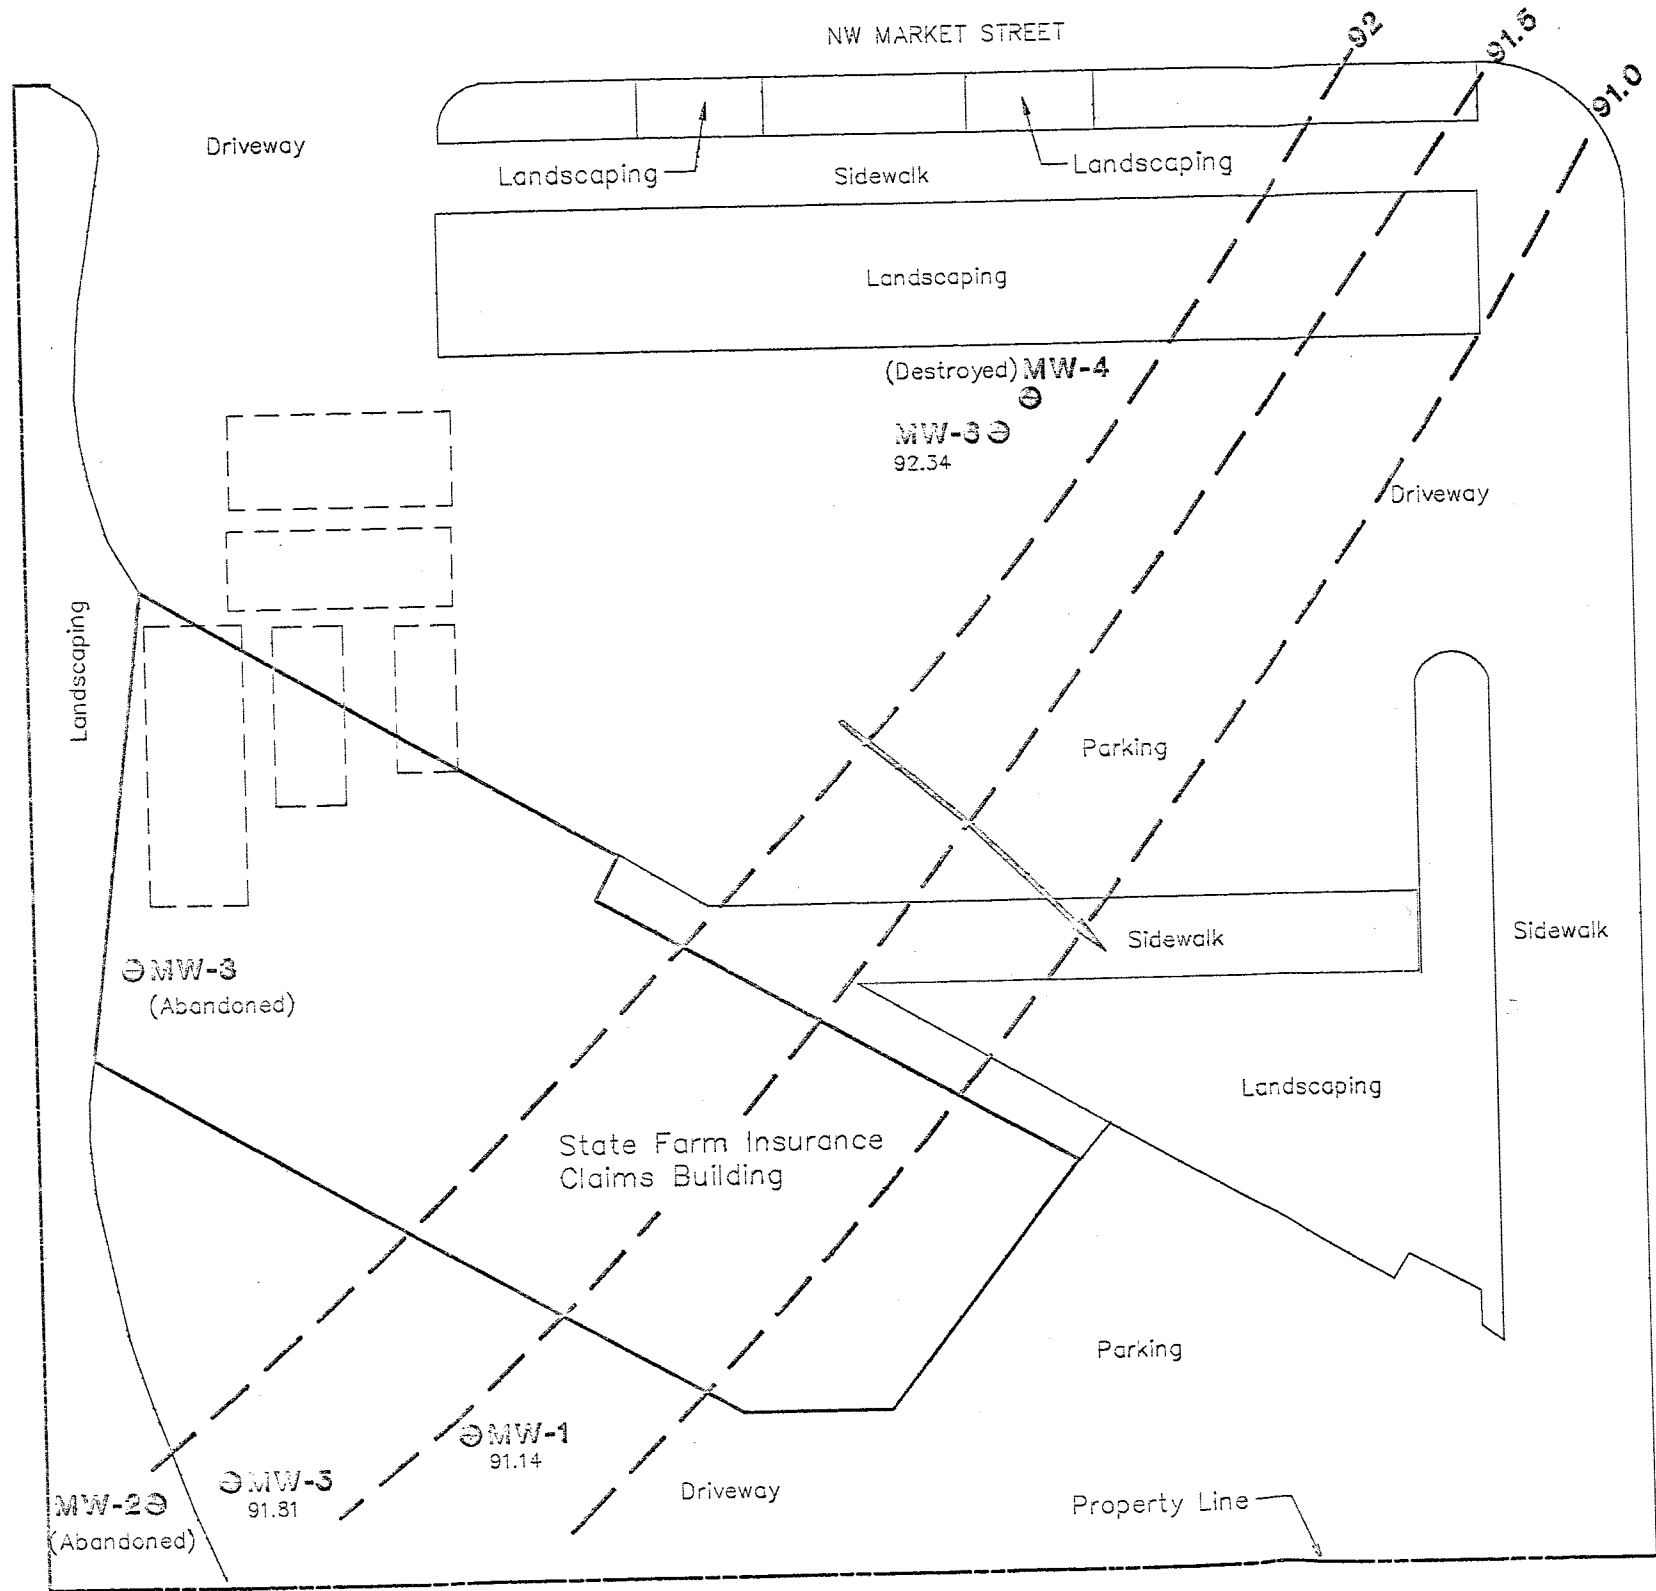 NW MARKET STREET
92
91.5
91.0
Driveway
Landscaping
Sidewalk
Landscaping
Landscaping
(Destroyed) MW-4
MW-6
92.34
Driveway
Landscaping
Parking
MW-3
(Abandoned)
Sidewalk
Sidewalk
Landscaping
State Farm Insurance
Claims Building
Parking
MW-1
91.14
MW-5
91.81
MW-2
(Abandoned)
Driveway
Property Line